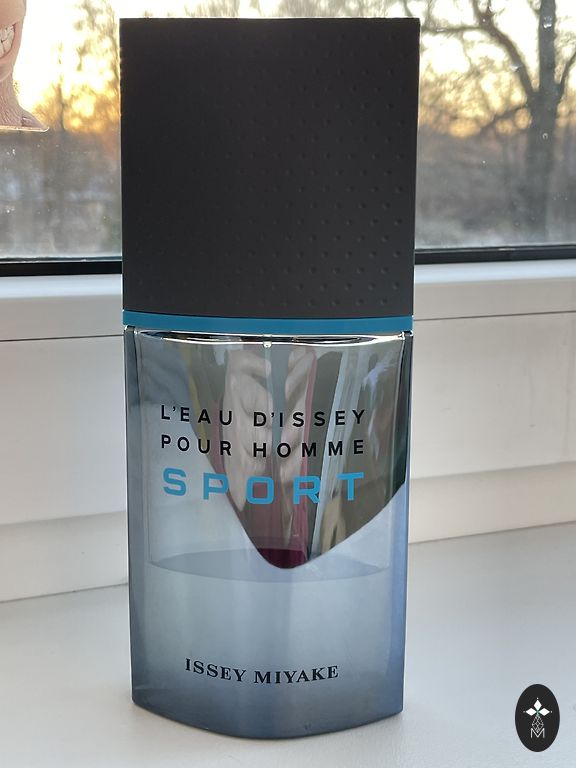 L'EAU D'ISSEY
POUR HOMME
SPORT
ISSEY MIYAKE
M